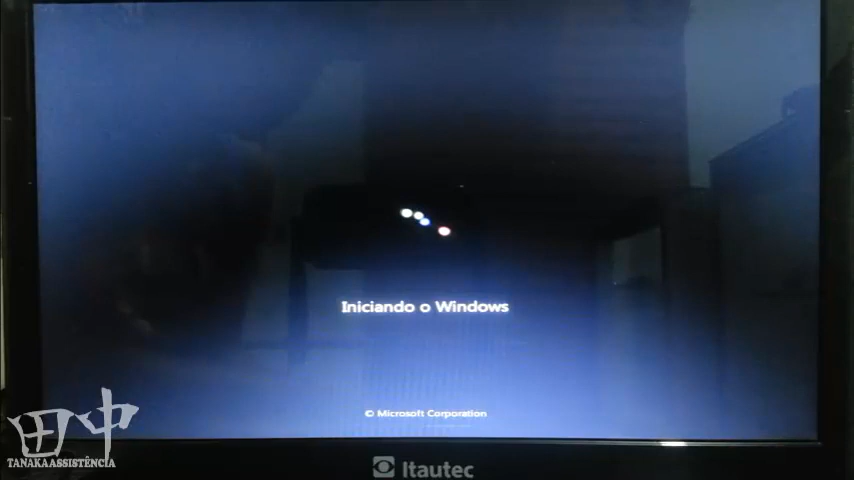 Iniciando o Windows
© Microsoft Corporation
田中
TANAKAASSISTÊNCIA
Itautec